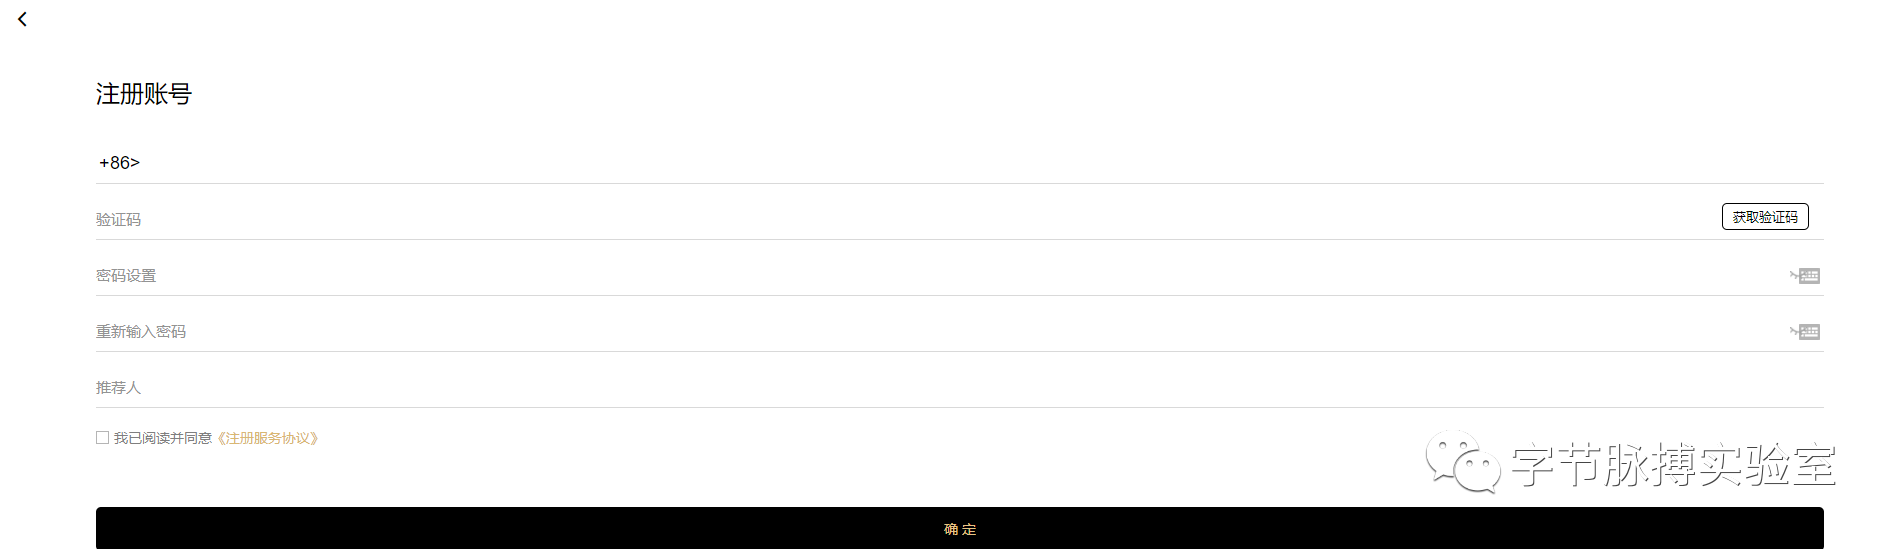 注册账号
+86>
验证码
获取验证码
密码设置
重新输入密码
推荐人
我已阅读并同意《注册服务协议》
字节脉搏实验室
确 定